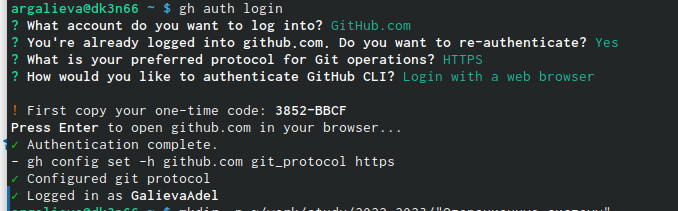 argalieva@dk3n66 ~ $ gh auth login
? What account do you want to log into? GitHub.com
? You're already logged into github.com. Do you want to re-authenticate? Yes
? What is your preferred protocol for Git operations? HTTPS
? How would you like to authenticate GitHub CLI? Login with a web browser
! First copy your one-time code: 3852-BBCF
Press Enter to open github.com in your browser...
✓ Authentication complete.
- gh config set -h github.com git_protocol https
✓ Configured git protocol
✓ Logged in as GalievaAdel
argalieva@dk3n66 ~ $ mkdir -p